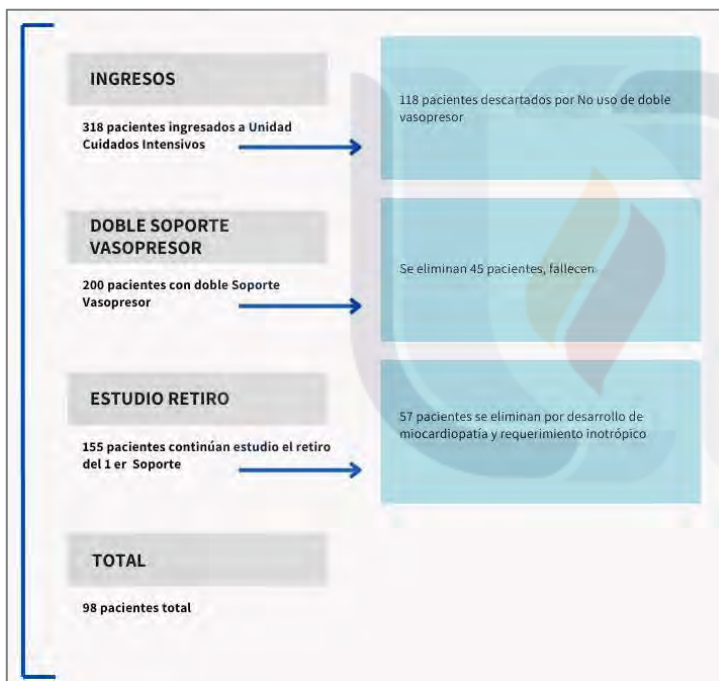 INGRESOS
318 pacientes ingresados a Unidad
Cuidados Intensivos
118 pacientes descartados por No uso de doble
vasopresor
DOBLE SOPORTE
VASOPRESOR
200 pacientes con doble Soporte
Vasopresor
Se eliminan 45 pacientes, fallecen
ESTUDIO RETIRO
155 pacientes continúan estudio el retiro
del 1 er Soporte
57 pacientes se eliminan por desarrollo de
miocardiopatía y requerimiento inotrópico
TOTAL
98 pacientes total